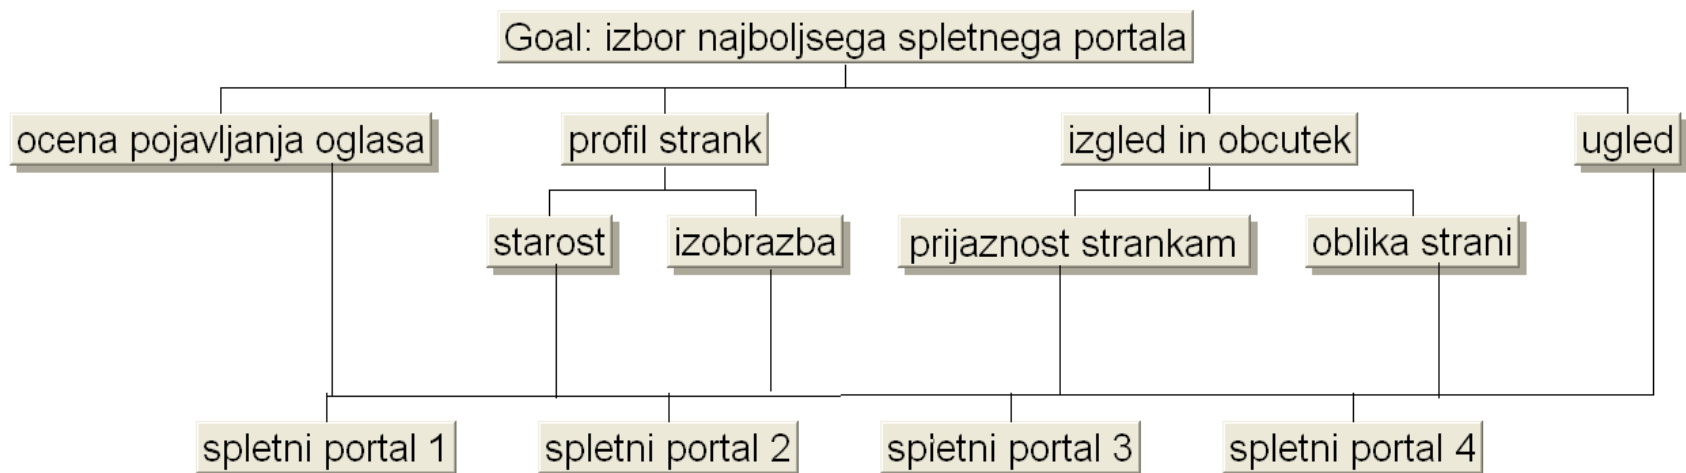 Goal: izbor najboljsega spletnega portala
ocena pojavljanja oglasa
profil strank
izgled in obcutek
ugled
starost
izobrazba
prijaznost strankam
oblika strani
spletni portal 1
spletni portal 2
spletni portal 3
spletni portal 4